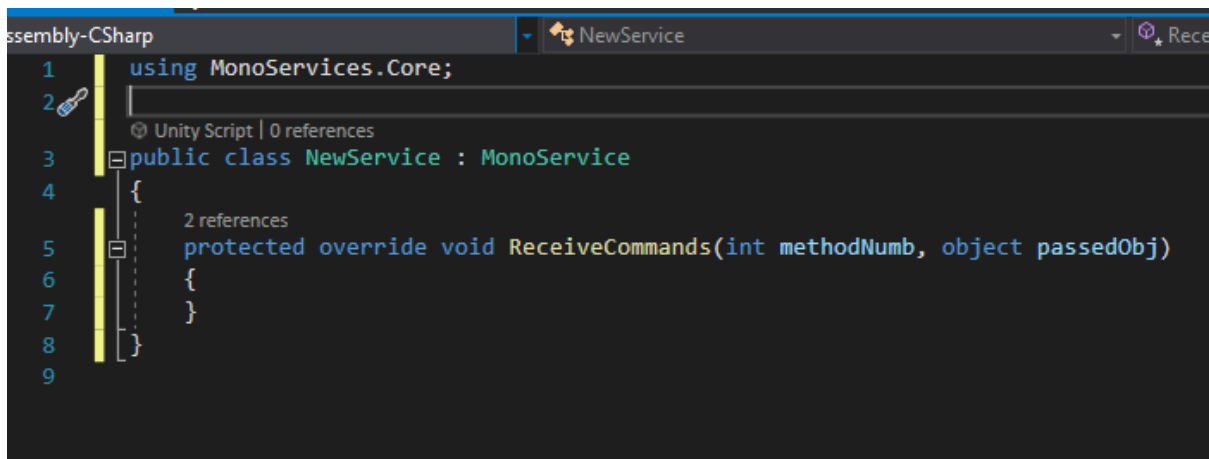 ssembly-CSharp NewService Rece
1 using MonoServices.Core;
2
Unity Script | 0 references
3 public class NewService : MonoService
4 {
2 references
5 protected override void ReceiveCommands(int methodNumb, object passedObj)
6 {
7 }
8 }
9